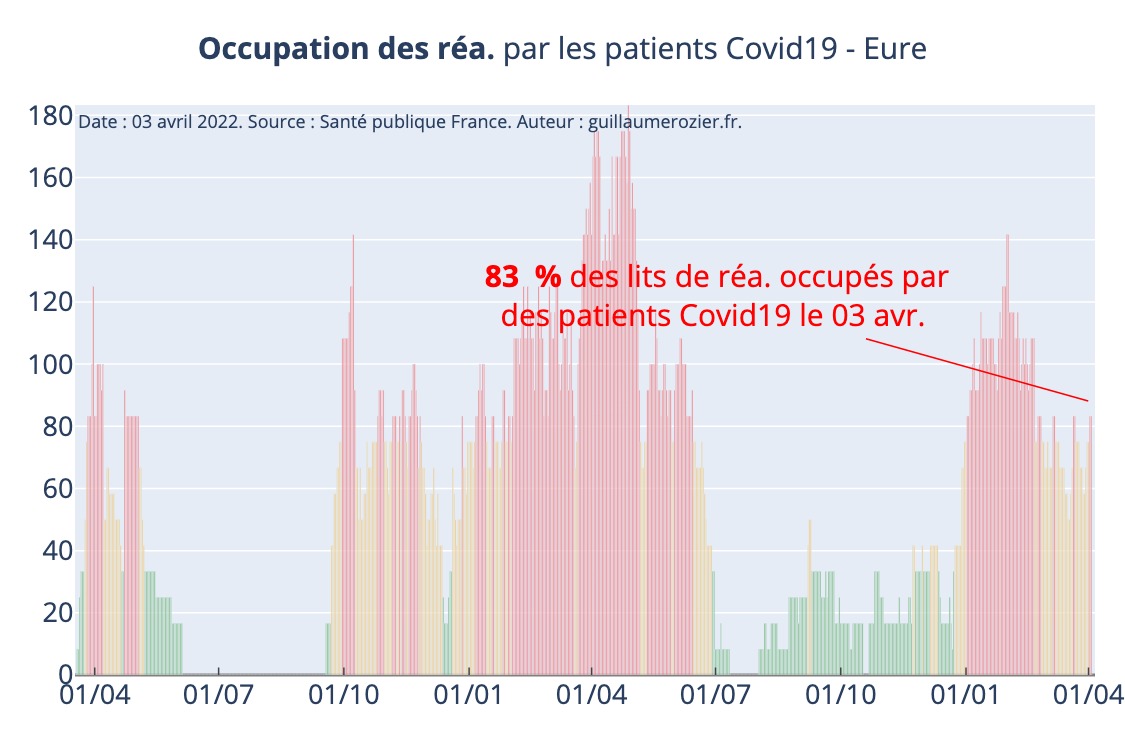 Occupation des réa. par les patients Covid19 - Eure
180
Date : 03 avril 2022. Source : Santé publique France. Auteur : guillaumerozier.fr.
160
140
83 % des lits de réa. occupés par
des patients Covid19 le 03 avr.
120
100
80
60
40
20
0
01/04 01/07 01/10 01/01 01/04 01/07 01/10 01/01 01/04